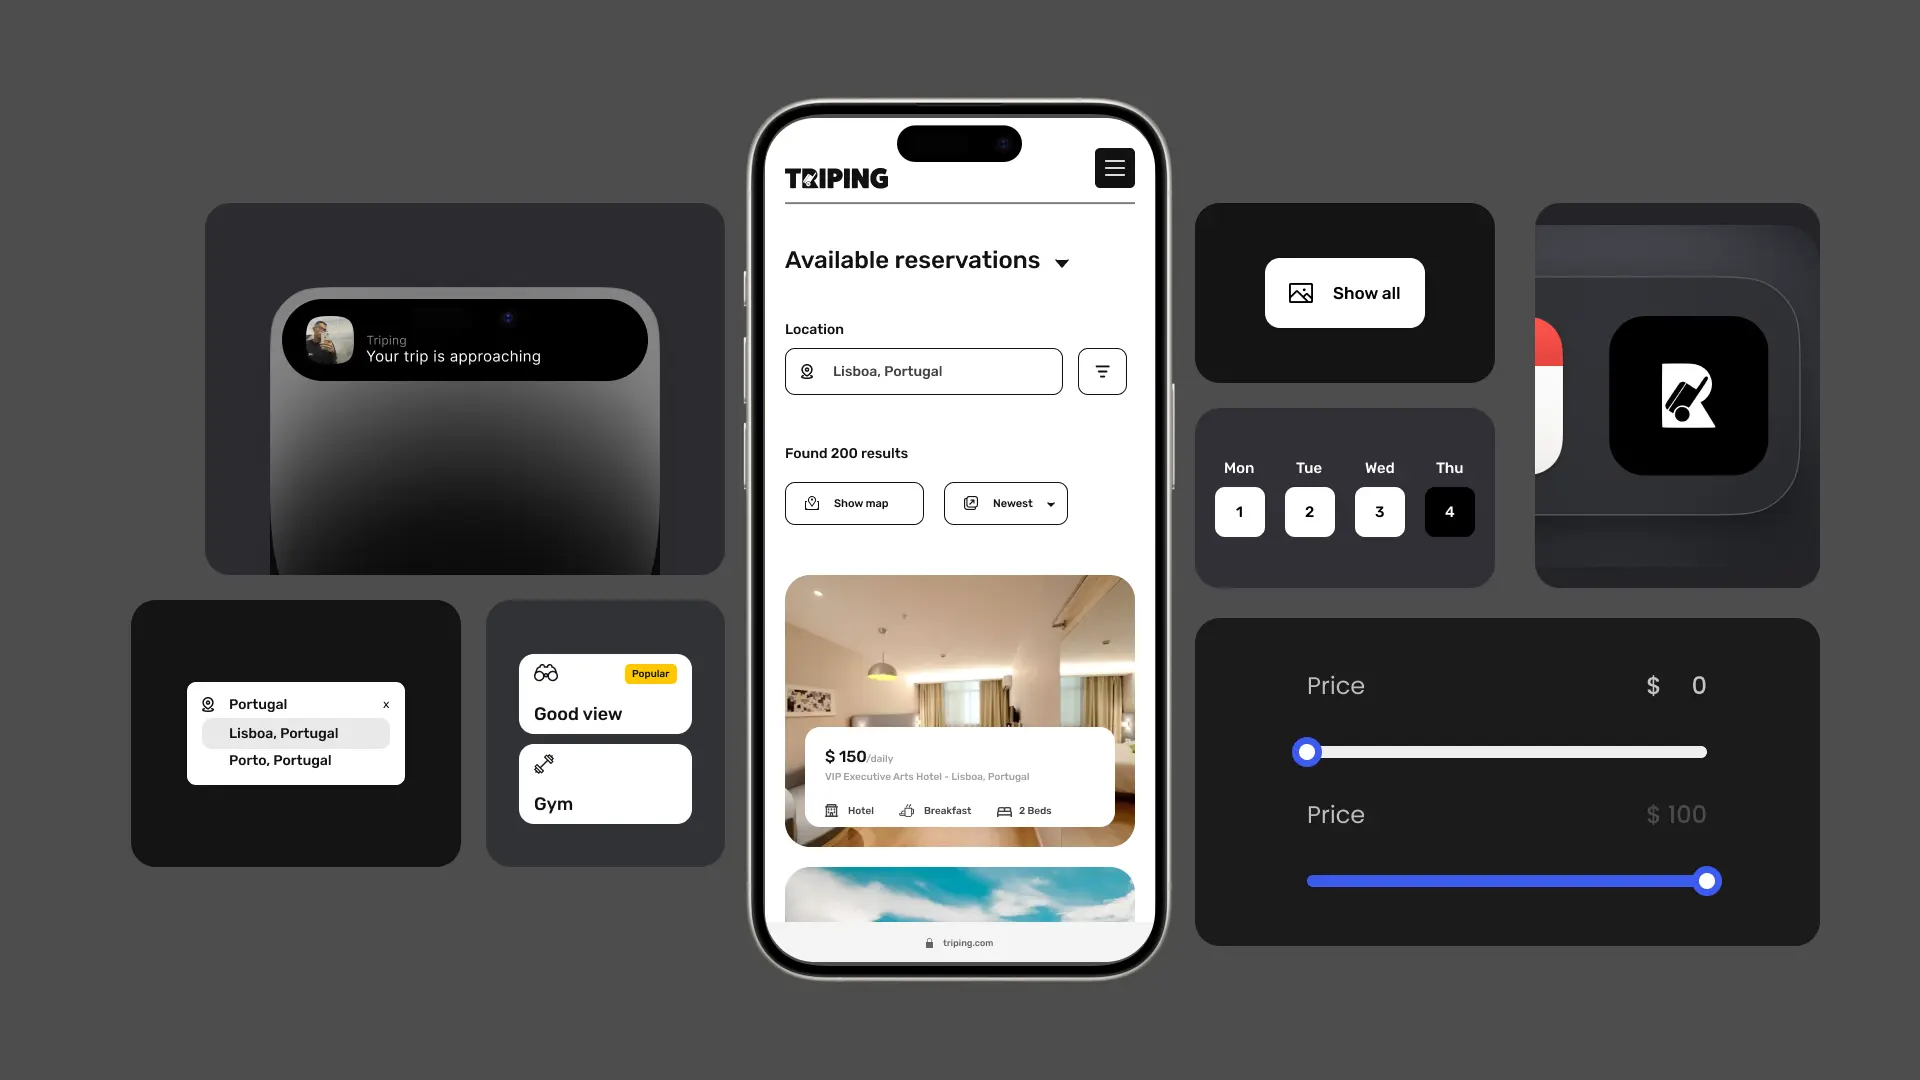 Triping
Your trip is approaching
Portugal
x
Lisboa, Portugal
Porto, Portugal
Popular
Good view
Gym
TRIPING
Available reservations
Location
Lisboa, Portugal
Found 200 results
Show map
Newest
$ 150/daily
VIP Executive Arts Hotel - Lisboa, Portugal
Hotel
Breakfast
2 Beds
triping.com
Show all
Mon Tue Wed Thu
1 2 3 4
R
Price $ 0
Price $ 100